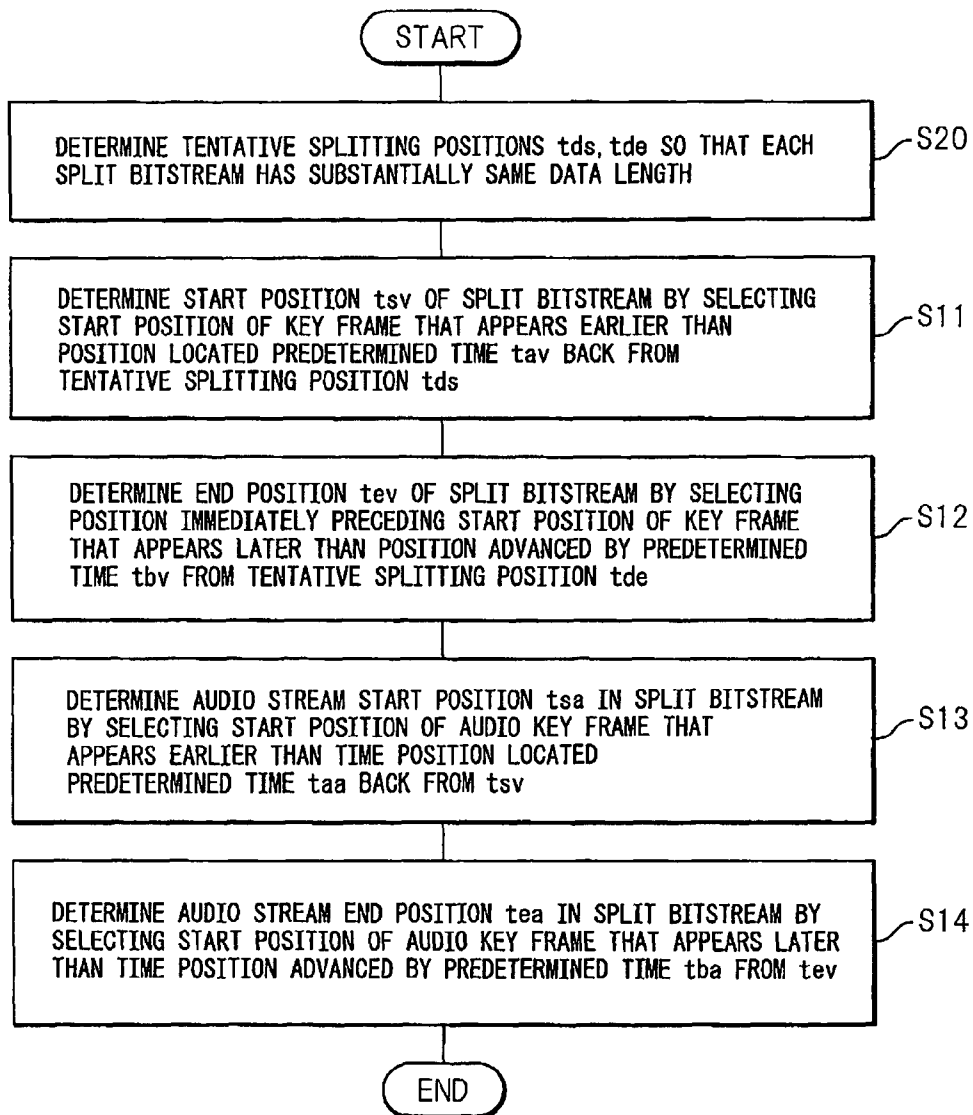 START
DETERMINE TENTATIVE SPLITTING POSITIONS tds, tde SO THAT EACH
SPLIT BITSTREAM HAS SUBSTANTIALLY SAME DATA LENGTH
S20
DETERMINE START POSITION tsv OF SPLIT BITSTREAM BY SELECTING
START POSITION OF KEY FRAME THAT APPEARS EARLIER THAN
POSITION LOCATED PREDETERMINED TIME tav BACK FROM
TENTATIVE SPLITTING POSITION tds
S11
DETERMINE END POSITION tev OF SPLIT BITSTREAM BY SELECTING
POSITION IMMEDIATELY PRECEDING START POSITION OF KEY FRAME
THAT APPEARS LATER THAN POSITION ADVANCED BY PREDETERMINED
TIME tbv FROM TENTATIVE SPLITTING POSITION tde
S12
DETERMINE AUDIO STREAM START POSITION tsa IN SPLIT BITSTREAM
BY SELECTING START POSITION OF AUDIO KEY FRAME THAT
APPEARS EARLIER THAN TIME POSITION LOCATED
PREDETERMINED TIME taa BACK FROM tsv
S13
DETERMINE AUDIO STREAM END POSITION tea IN SPLIT BITSTREAM BY
SELECTING START POSITION OF AUDIO KEY FRAME THAT APPEARS LATER
THAN TIME POSITION ADVANCED BY PREDETERMINED TIME tba FROM tev
S14
END